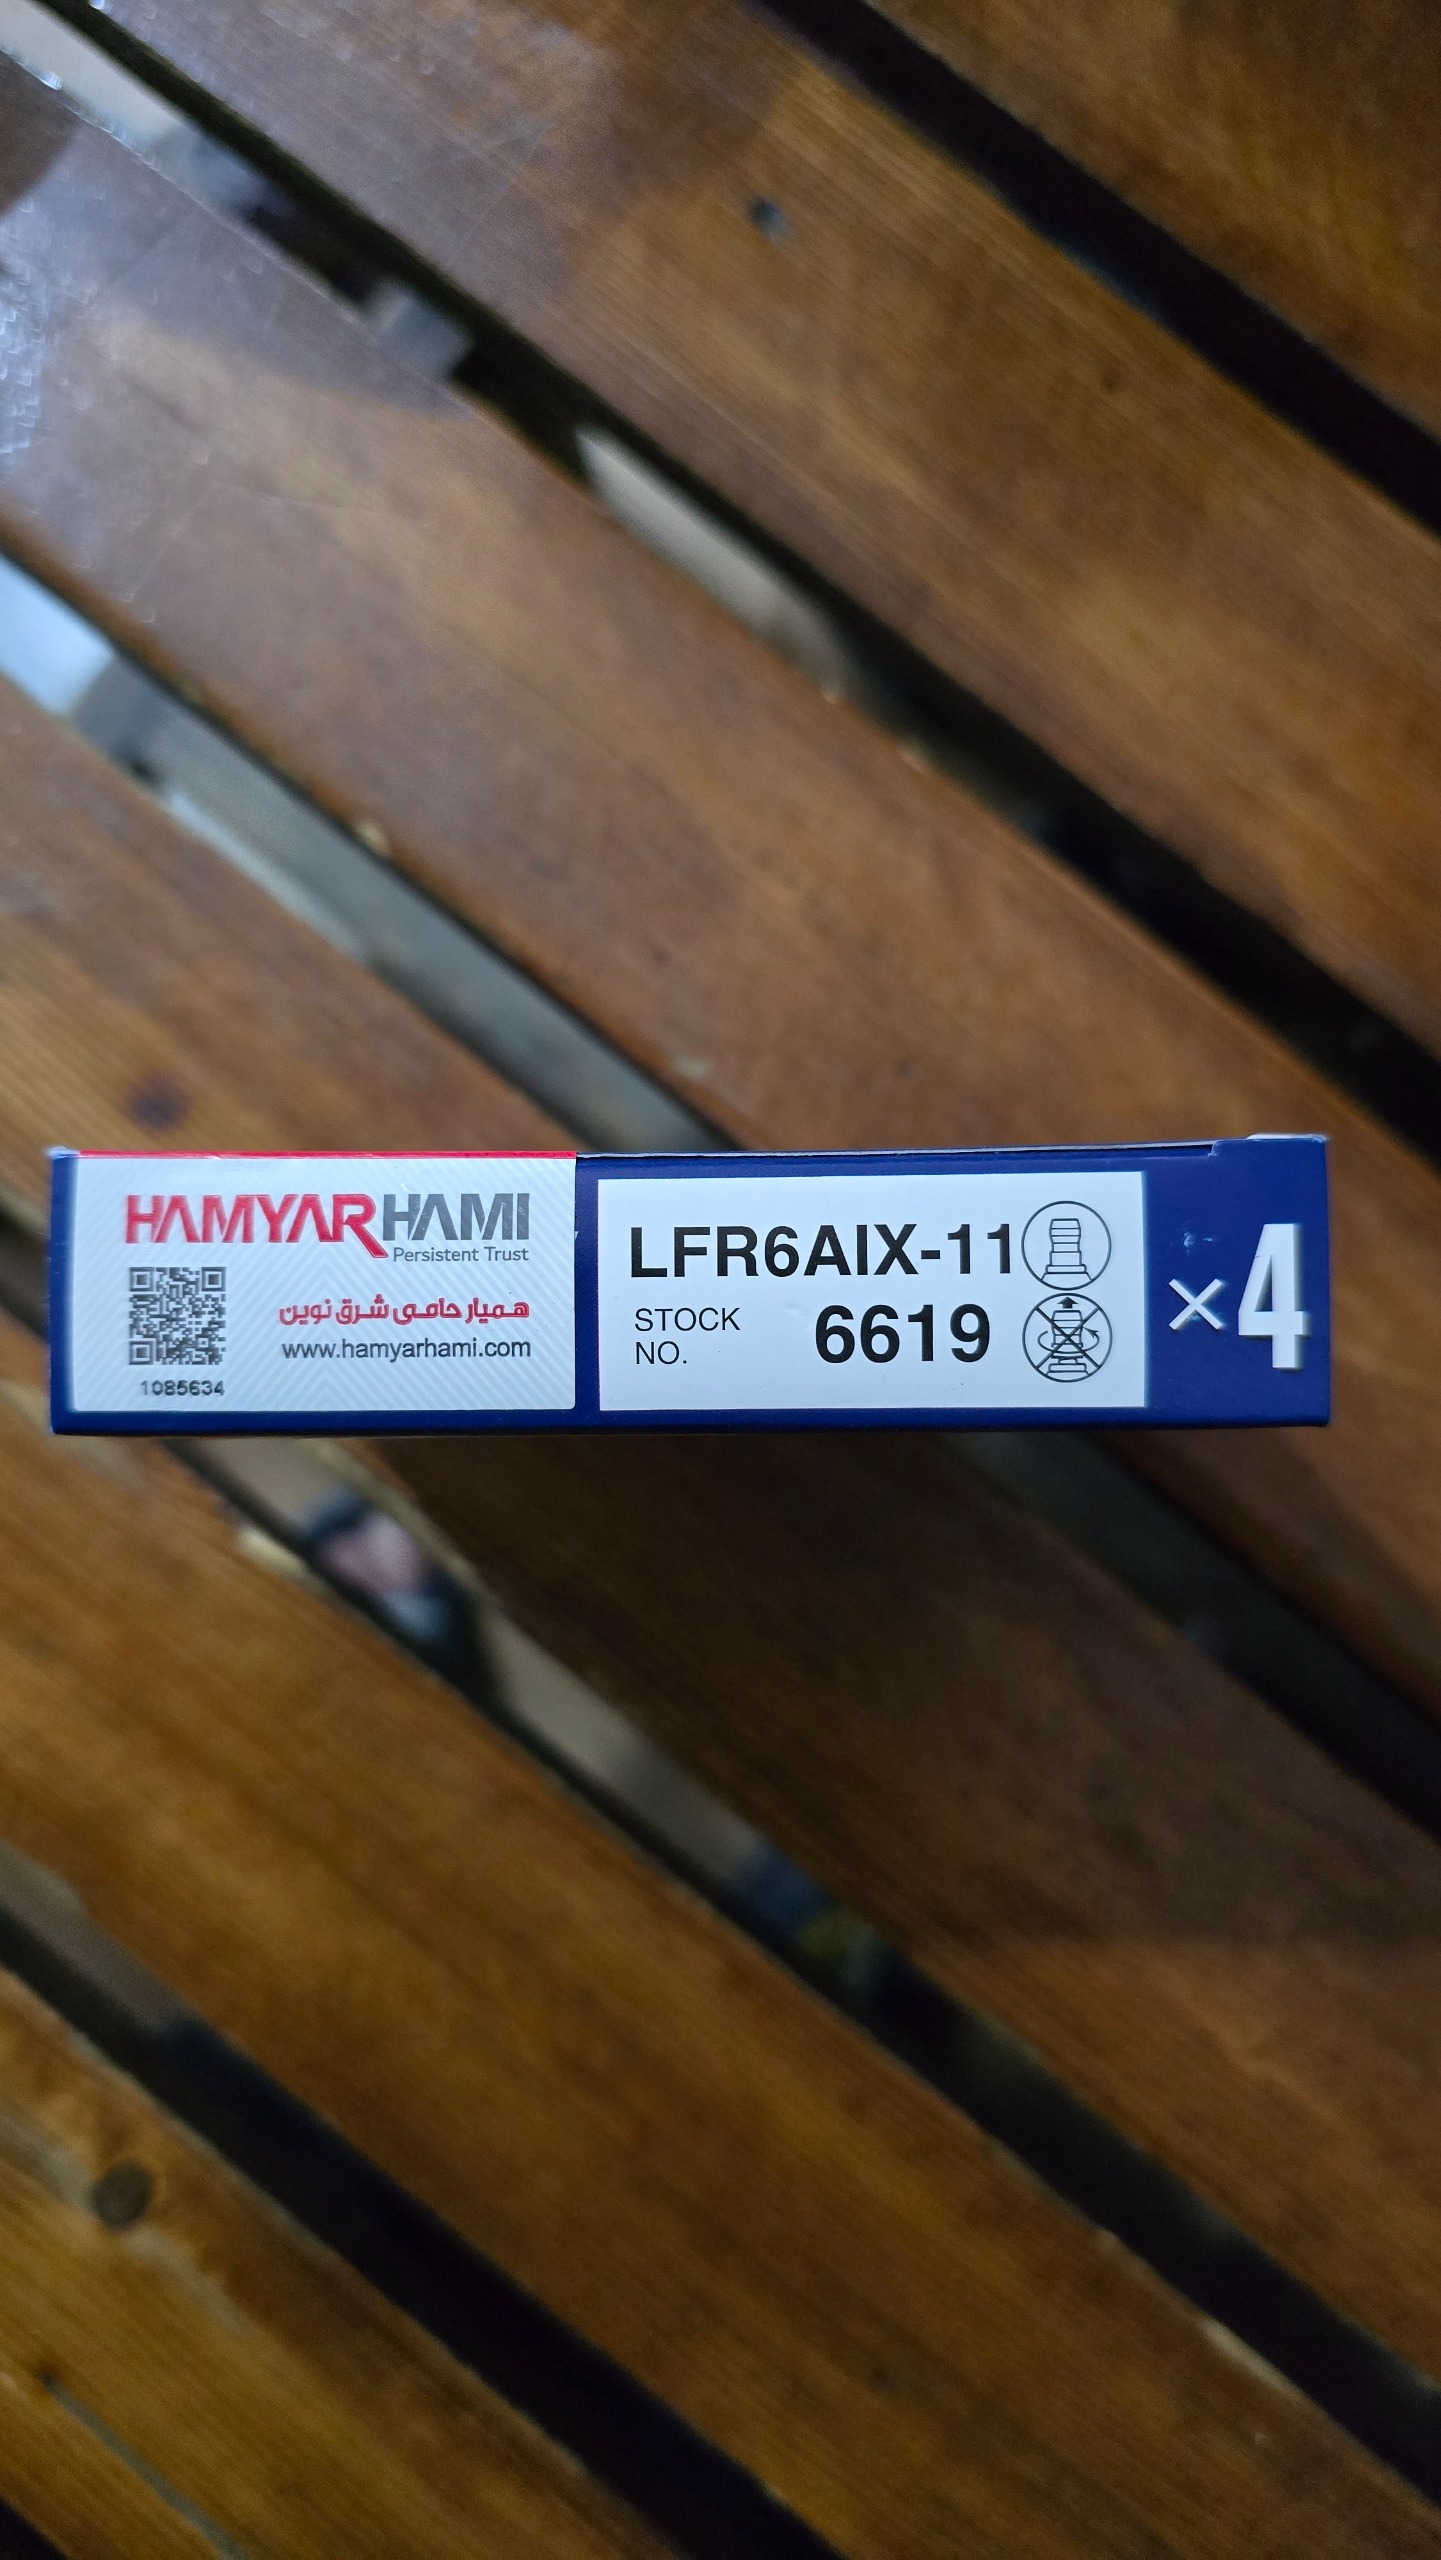 HAMYARHAMI
Persistent Trust
همیار حامی شرق نوین
www.hamyarhami.com
1085634
LFR6AIX-11
STOCK
NO. 6619
×4